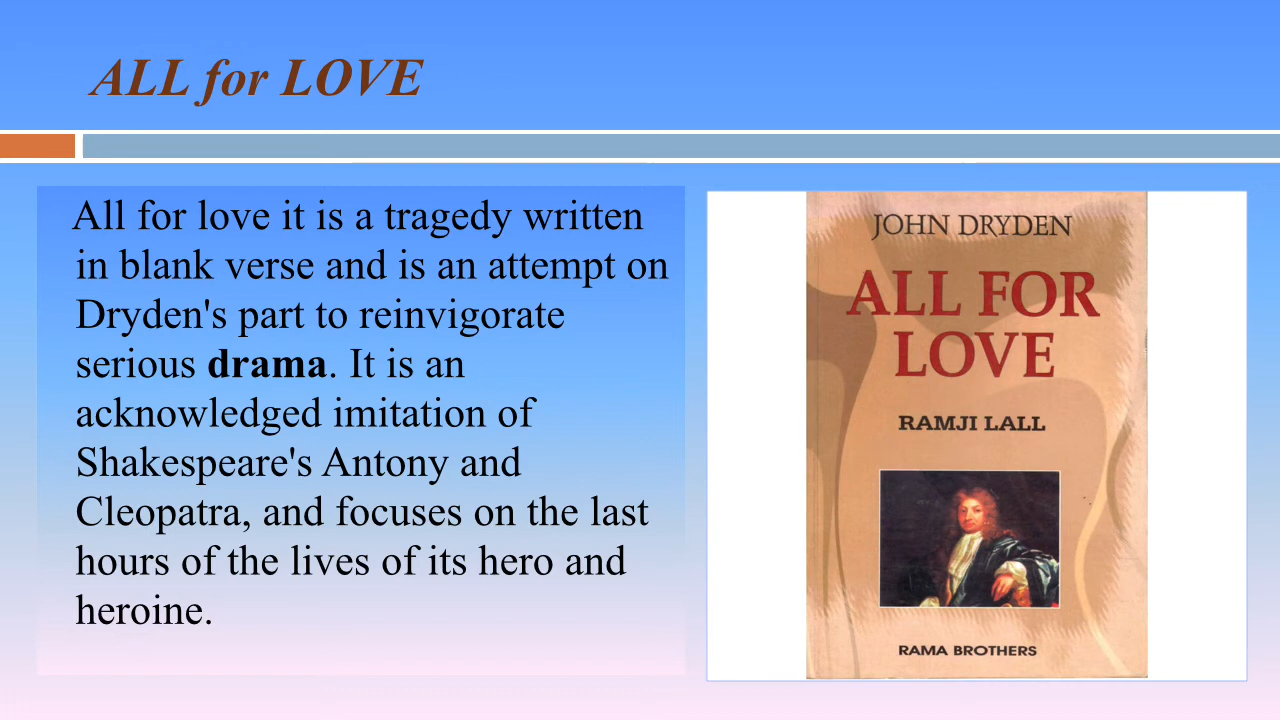 ALL for LOVE
All for love it is a tragedy written
in blank verse and is an attempt on
Dryden's part to reinvigorate
serious drama. It is an
acknowledged imitation of
Shakespeare's Antony and
Cleopatra, and focuses on the last
hours of the lives of its hero and
heroine.
JOHN DRYDEN
ALL FOR
LOVE
RAMJI LALL
RAMA BROTHERS